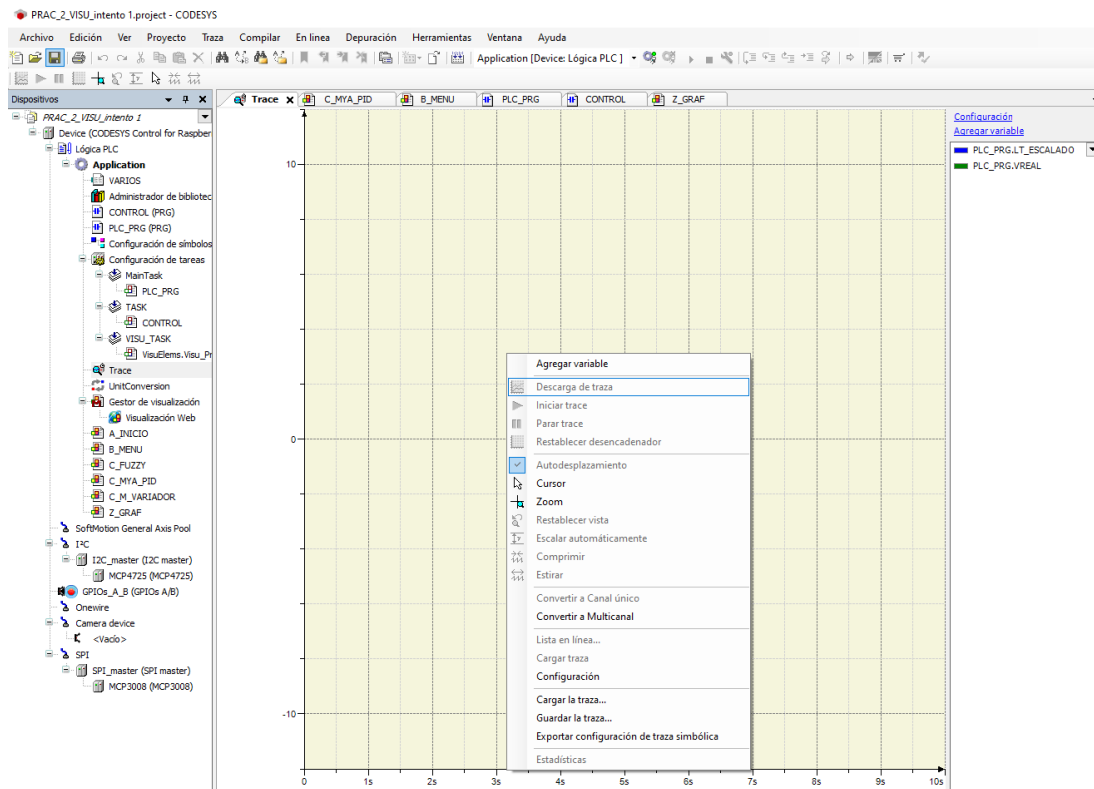 PRAC_2_VISU_intento 1.project - CODESYS
Archivo Edición Ver Proyecto Traza Compilar En linea Depuración Herramientas Ventana Ayuda
Application [Device: Lógica PLC ]
Dispositivos
Trace C_MYA_PID B_MENU PLC_PRG CONTROL Z_GRAF
PRAC_2_VISU_intento 1
Device (CODESYS Control for Raspber
Lógica PLC
Application
VARIOS
Administrador de bibliotec
CONTROL (PRG)
PLC_PRG (PRG)
Configuración de símbolos
Configuración de tareas
MainTask
PLC_PRG
TASK
CONTROL
VISU_TASK
VisuElems.Visu_Pr
Trace
UnitConversion
Gestor de visualización
Visualización Web
A_INICIO
B_MENU
C_FUZZY
C_MYA_PID
C_M_VARIADOR
Z_GRAF
SoftMotion General Axis Pool
I²C
I2C_master (I2C master)
MCP4725 (MCP4725)
GPIOs_A_B (GPIOs A/B)
Onewire
Camera device
<Vacío>
SPI
SPI_master (SPI master)
MCP3008 (MCP3008)
10
0
-10
0 1s 2s 3s 4s 5s 6s 7s 8s 9s 10s
Agregar variable
Descarga de traza
Iniciar trace
Parar trace
Restablecer desencadenador
Autodesplazamiento
Cursor
Zoom
Restablecer vista
Escalar automáticamente
Comprimir
Estirar
Convertir a Canal único
Convertir a Multicanal
Lista en línea...
Cargar traza
Configuración
Cargar la traza...
Guardar la traza...
Exportar configuración de traza simbólica
Estadísticas
Configuración
Agregar variable
PLC_PRG.LT_ESCALADO
PLC_PRG.VREAL